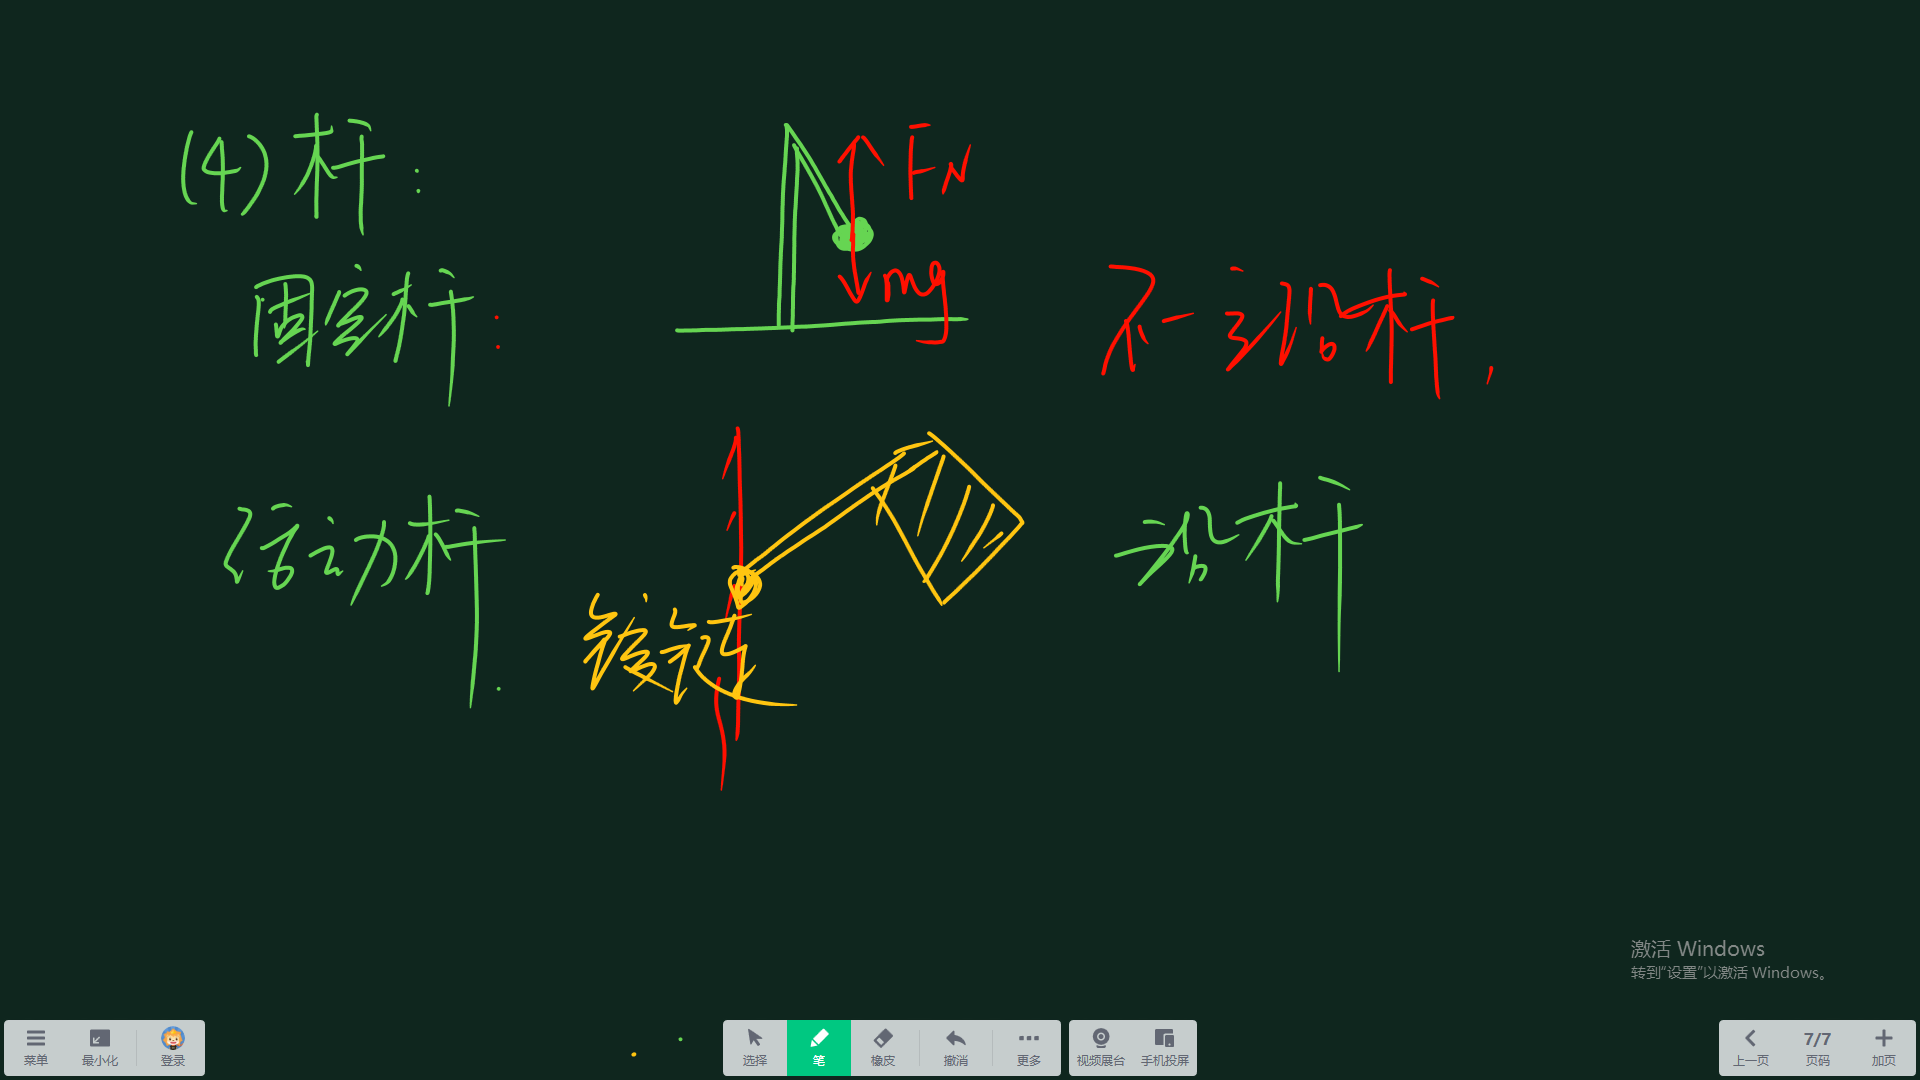 (4) 杆:
F_N
固定杆:
mg
不一定沿杆.
活动杆.
沿杆
铰链
激活 Windows
转到“设置”以激活 Windows。
菜单 最小化 登录 选择 笔 橡皮 撤消 更多 视频展台 手机投屏 上一页 7/7 页码 加页